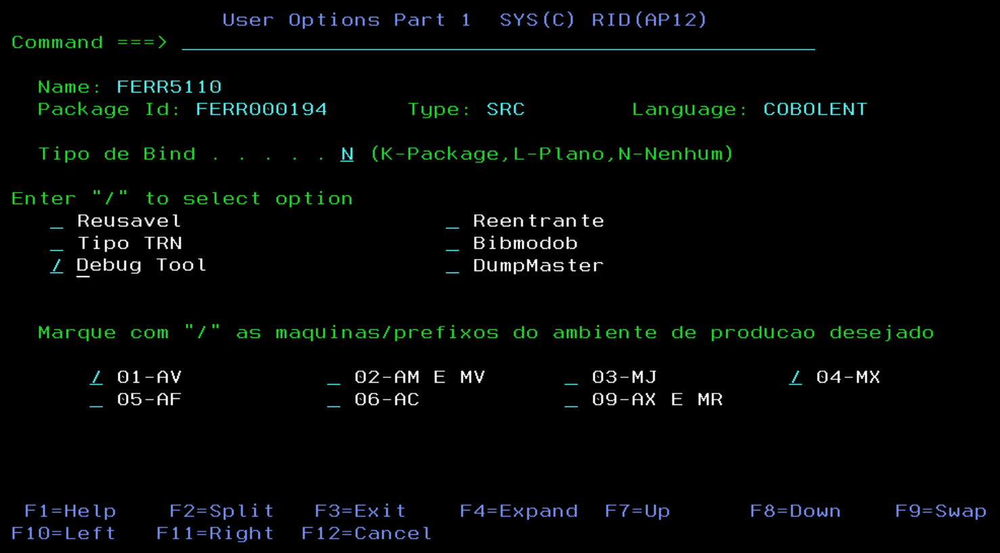 User Options Part 1 SYS(C) RID(AP12)
Command ===> 
Name: FERR5110
Package Id: FERR000194 Type: SRC Language: COBOLENT
Tipo de Bind . . . . . N (K-Package,L-Plano,N-Nenhum)
Enter "/" to select option
_ Reusavel _ Reentrante
_ Tipo TRN _ Bibmodob
/ Debug Tool _ DumpMaster
Marque com "/" as maquinas/prefixos do ambiente de producao desejado
/ 01-AV _ 02-AM E MV _ 03-MJ / 04-MX
_ 05-AF _ 06-AC _ 09-AX E MR
F1=Help F2=Split F3=Exit F4=Expand F7=Up F8=Down F9=Swap
F10=Left F11=Right F12=Cancel